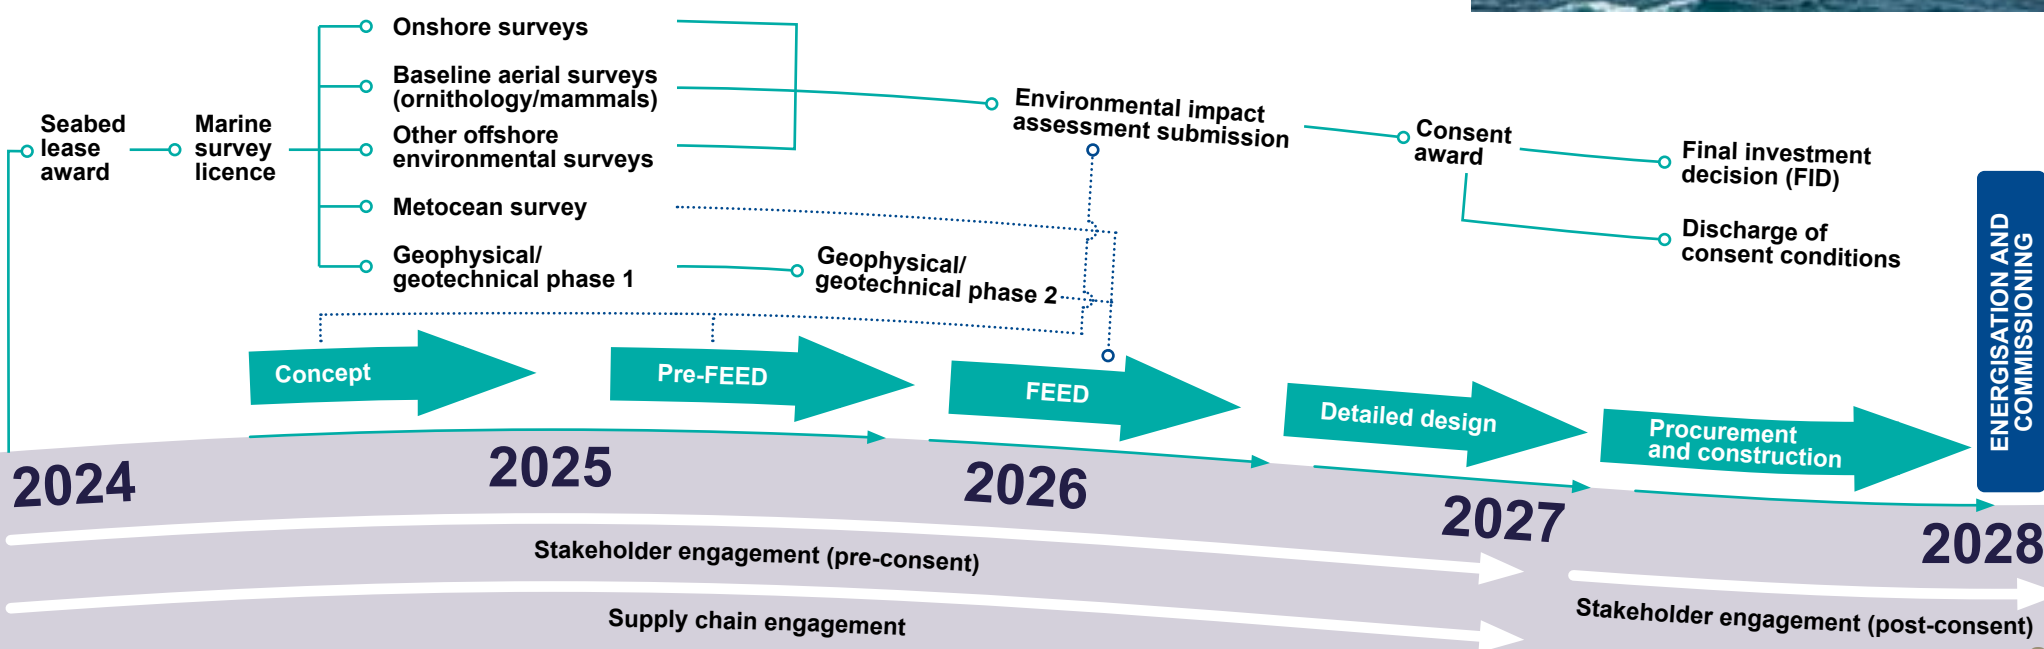 Onshore surveys
Baseline aerial surveys
(ornithology/mammals)
Other offshore
environmental surveys
Metocean survey
Geophysical/
geotechnical phase 1
Seabed
lease
award
Marine
survey
licence
Geophysical/
geotechnical phase 2
Environmental impact
assessment submission
Consent
award
Final investment
decision (FID)
Discharge of
consent conditions
ENERGISATION AND
COMMISSIONING
Concept
Pre-FEED
FEED
Detailed design
Procurement
and construction
2024
2025
2026
2027
2028
Stakeholder engagement (pre-consent)
Stakeholder engagement (post-consent)
Supply chain engagement